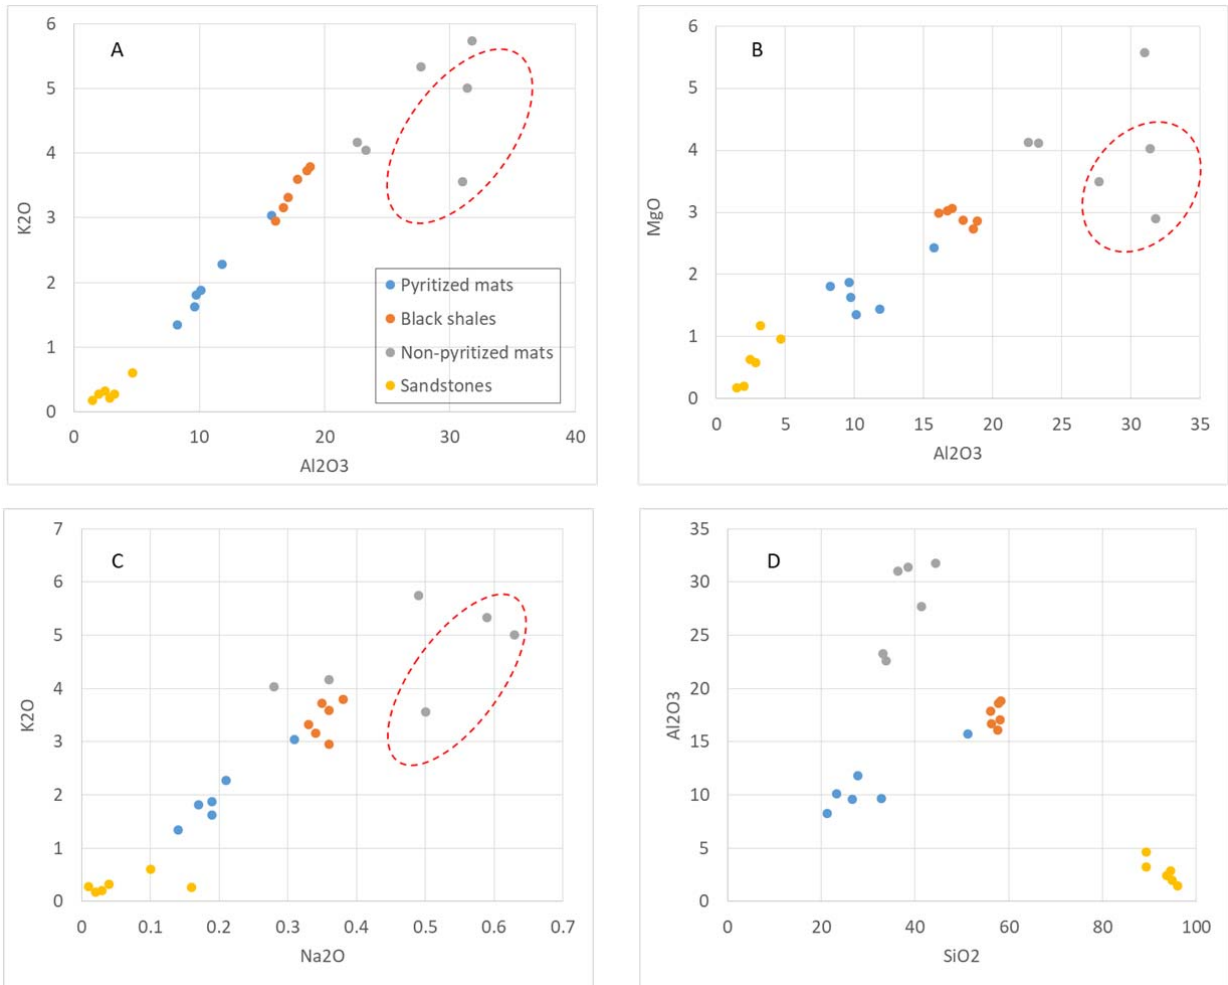 A
6
5
4
3
2
1
0
K2O
0 10 20 30 40
Al2O3
Pyritized mats
Black shales
Non-pyritized mats
Sandstones
B
6
5
4
3
2
1
0
MgO
0 5 10 15 20 25 30 35
Al2O3
C
7
6
5
4
3
2
1
0
K2O
0 0.1 0.2 0.3 0.4 0.5 0.6 0.7
Na2O
D
35
30
25
20
15
10
5
0
Al2O3
0 20 40 60 80 100
SiO2